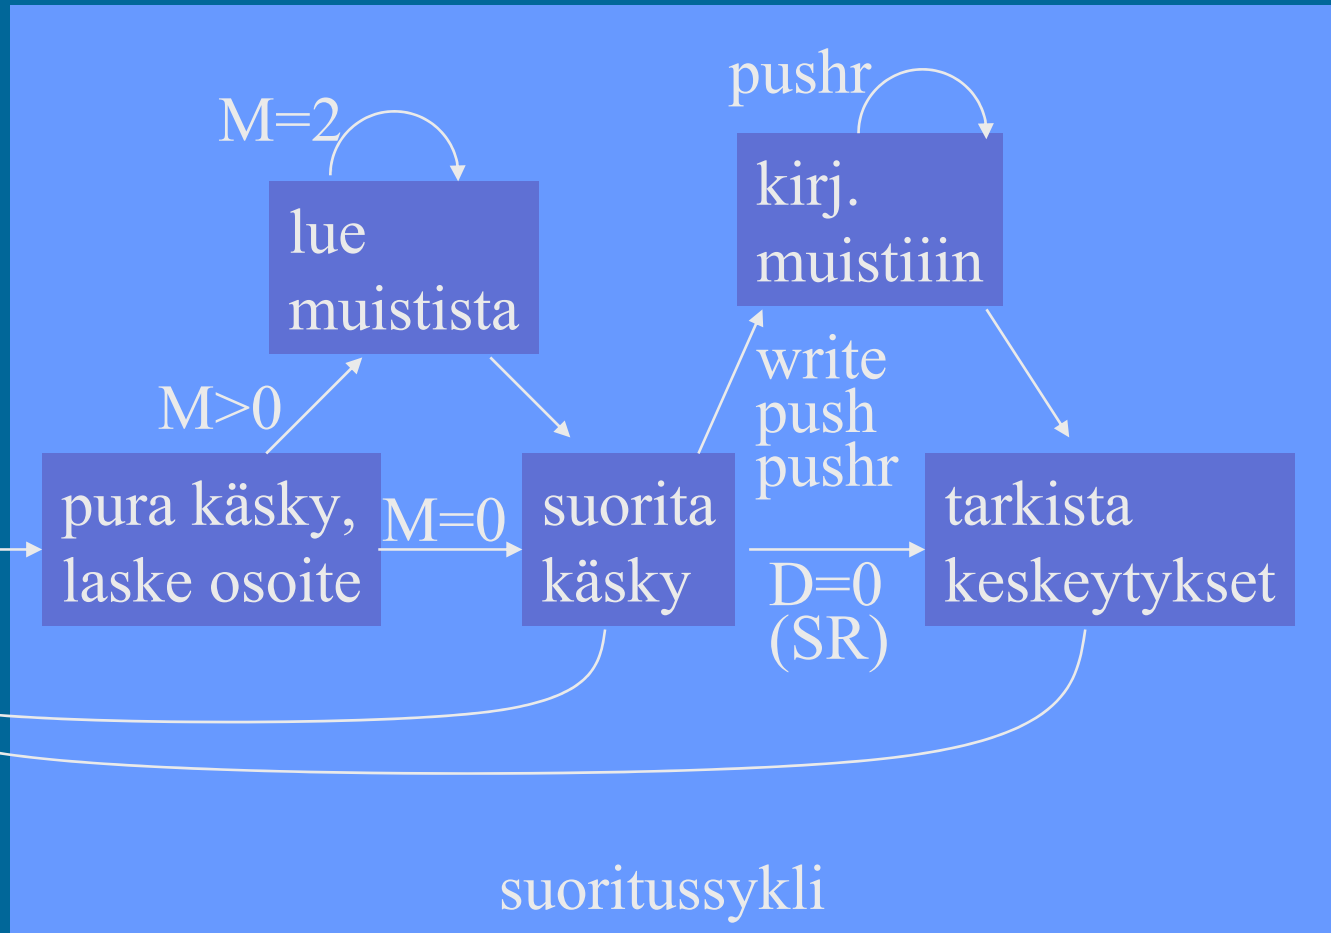 pushr
M=2
kirj.
muistiiin
lue
muistista
write
push
pushr
M>0
pura käsky,
laske osoite
M=0
suorita
käsky
D=0
(SR)
tarkista
keskeytykset
suoritussykli